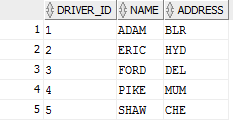 DRIVER_ID NAME ADDRESS
1 1 ADAM BLR
2 2 ERIC HYD
3 3 FORD DEL
4 4 PIKE MUM
5 5 SHAW CHE